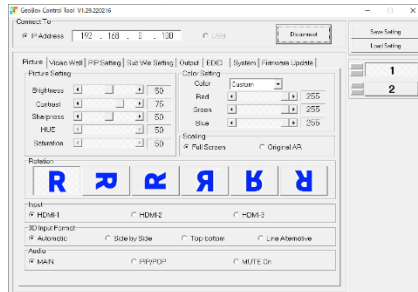 GeoBox Control Tool V1.29.220216
Connect To
IP Address 192 . 168 . 0 . 100 USB Disconnect
Save Setting
Load Setting
Picture Video Wall PIP Setting Sub Win Setting Output EDID System Firmware Update
1
2
Picture Setting
Brightness 50
Contrast 75
Sharpness 50
HUE 50
Saturation 50
Color Setting
Color Custom
Red 255
Green 255
Blue 255
Scaling
Full Screen Original AR
Rotation
R R R R R R
Input
HDMI-1 HDMI-2 HDMI-3
3D Input Format
Automatic Side by Side Top-bottom Line Alternative
Audio
MAIN PIP/POP MUTE On